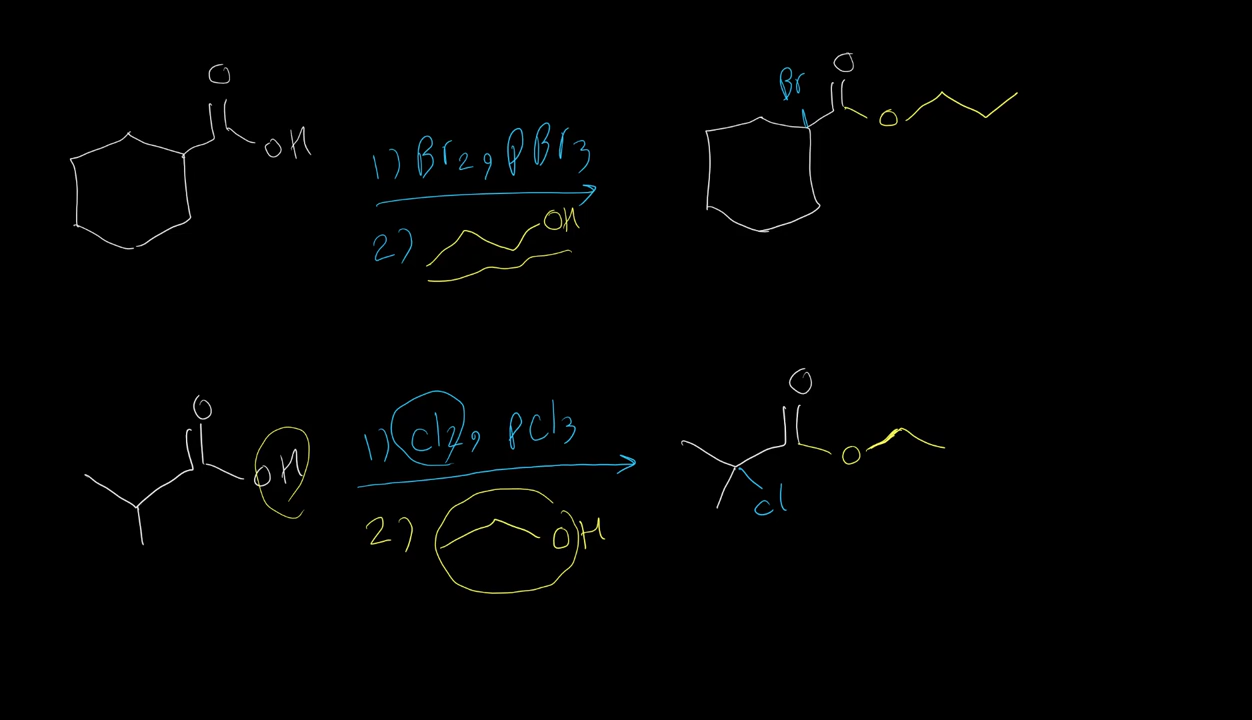 O
OH
1) Br2, PBr3
2) OH
Br
O
O
O
OH
1) Cl2, PCl3
2) OH
O
O
Cl